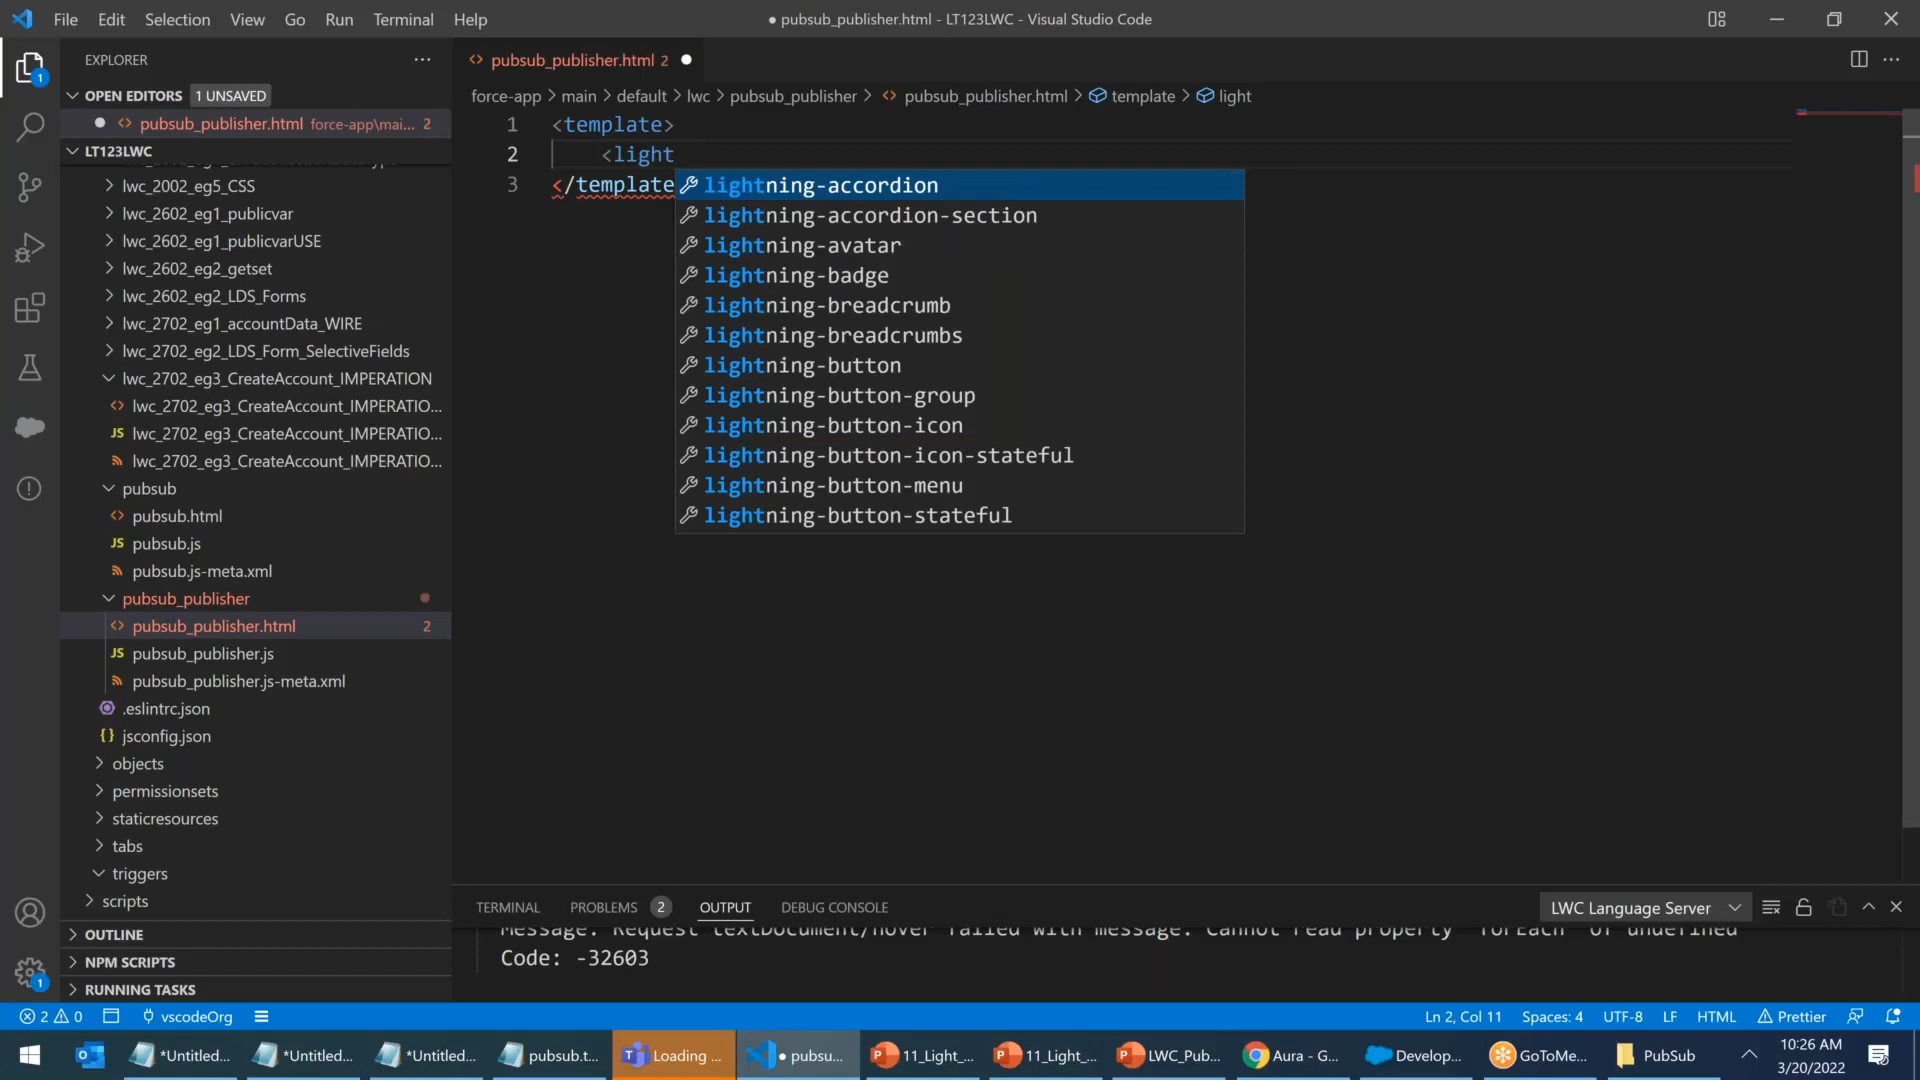 File Edit Selection View Go Run Terminal Help
● pubsub_publisher.html - LT123LWC - Visual Studio Code
EXPLORER
OPEN EDITORS 1 UNSAVED
pubsub_publisher.html force-app\mai... 2
LT123LWC
lwc_2002_eg5_CSS
lwc_2602_eg1_publicvar
lwc_2602_eg1_publicvarUSE
lwc_2602_eg2_getset
lwc_2602_eg2_LDS_Forms
lwc_2702_eg1_accountData_WIRE
lwc_2702_eg2_LDS_Form_SelectiveFields
lwc_2702_eg3_CreateAccount_IMPERATION
lwc_2702_eg3_CreateAccount_IMPERATIO...
JS lwc_2702_eg3_CreateAccount_IMPERATIO...
lwc_2702_eg3_CreateAccount_IMPERATIO...
pubsub
pubsub.html
JS pubsub.js
pubsub.js-meta.xml
pubsub_publisher
pubsub_publisher.html 2
JS pubsub_publisher.js
pubsub_publisher.js-meta.xml
.eslintrc.json
{} jsconfig.json
objects
permissionsets
staticresources
tabs
triggers
scripts
OUTLINE
NPM SCRIPTS
RUNNING TASKS
pubsub_publisher.html 2
force-app > main > default > lwc > pubsub_publisher > pubsub_publisher.html > template > light
1 <template>
2 <light
3 </template
lightning-accordion
lightning-accordion-section
lightning-avatar
lightning-badge
lightning-breadcrumb
lightning-breadcrumbs
lightning-button
lightning-button-group
lightning-button-icon
lightning-button-icon-stateful
lightning-button-menu
lightning-button-stateful
TERMINAL PROBLEMS 2 OUTPUT DEBUG CONSOLE
LWC Language Server
Message: Request textDocument/hover failed with message: Cannot read property 'forEach' of undefined
Code: -32603
2 0 vscodeOrg
Ln 2, Col 11 Spaces: 4 UTF-8 LF HTML Prettier
*Untitled... *Untitled... *Untitled... pubsub.t... Loading ... ● pubsu... 11_Light_... 11_Light_... LWC_Pub... Aura - G... Develop... GoToMe... PubSub
10:26 AM
3/20/2022